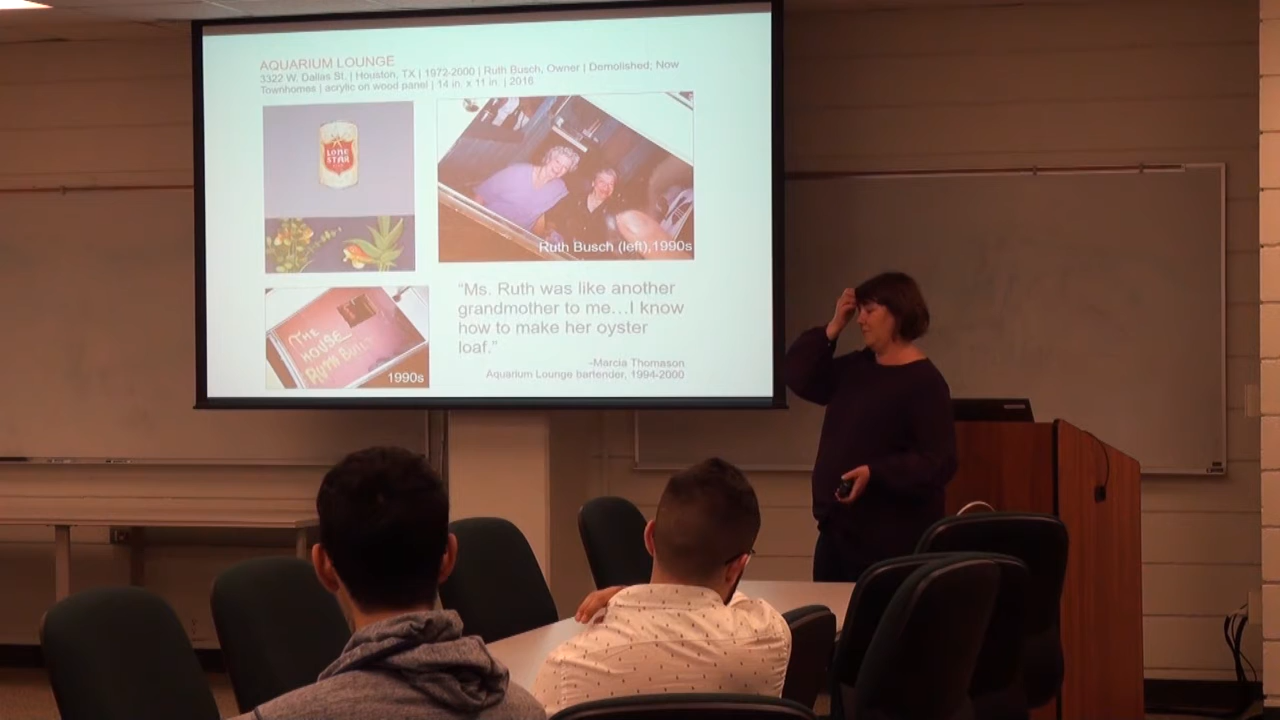 AQUARIUM LOUNGE
3322 W. Dallas St. | Houston, TX | 1972-2000 | Ruth Busch, Owner | Demolished; Now
Townhomes | acrylic on wood panel | 14 in. x 11 in. | 2016
LONE
STAR
Ruth Busch (left),1990s
THE
HOUSE
RUTH BUILT
1990s
“Ms. Ruth was like another
grandmother to me…I know
how to make her oyster
loaf.”
–Marcia Thomason
Aquarium Lounge bartender, 1994-2000